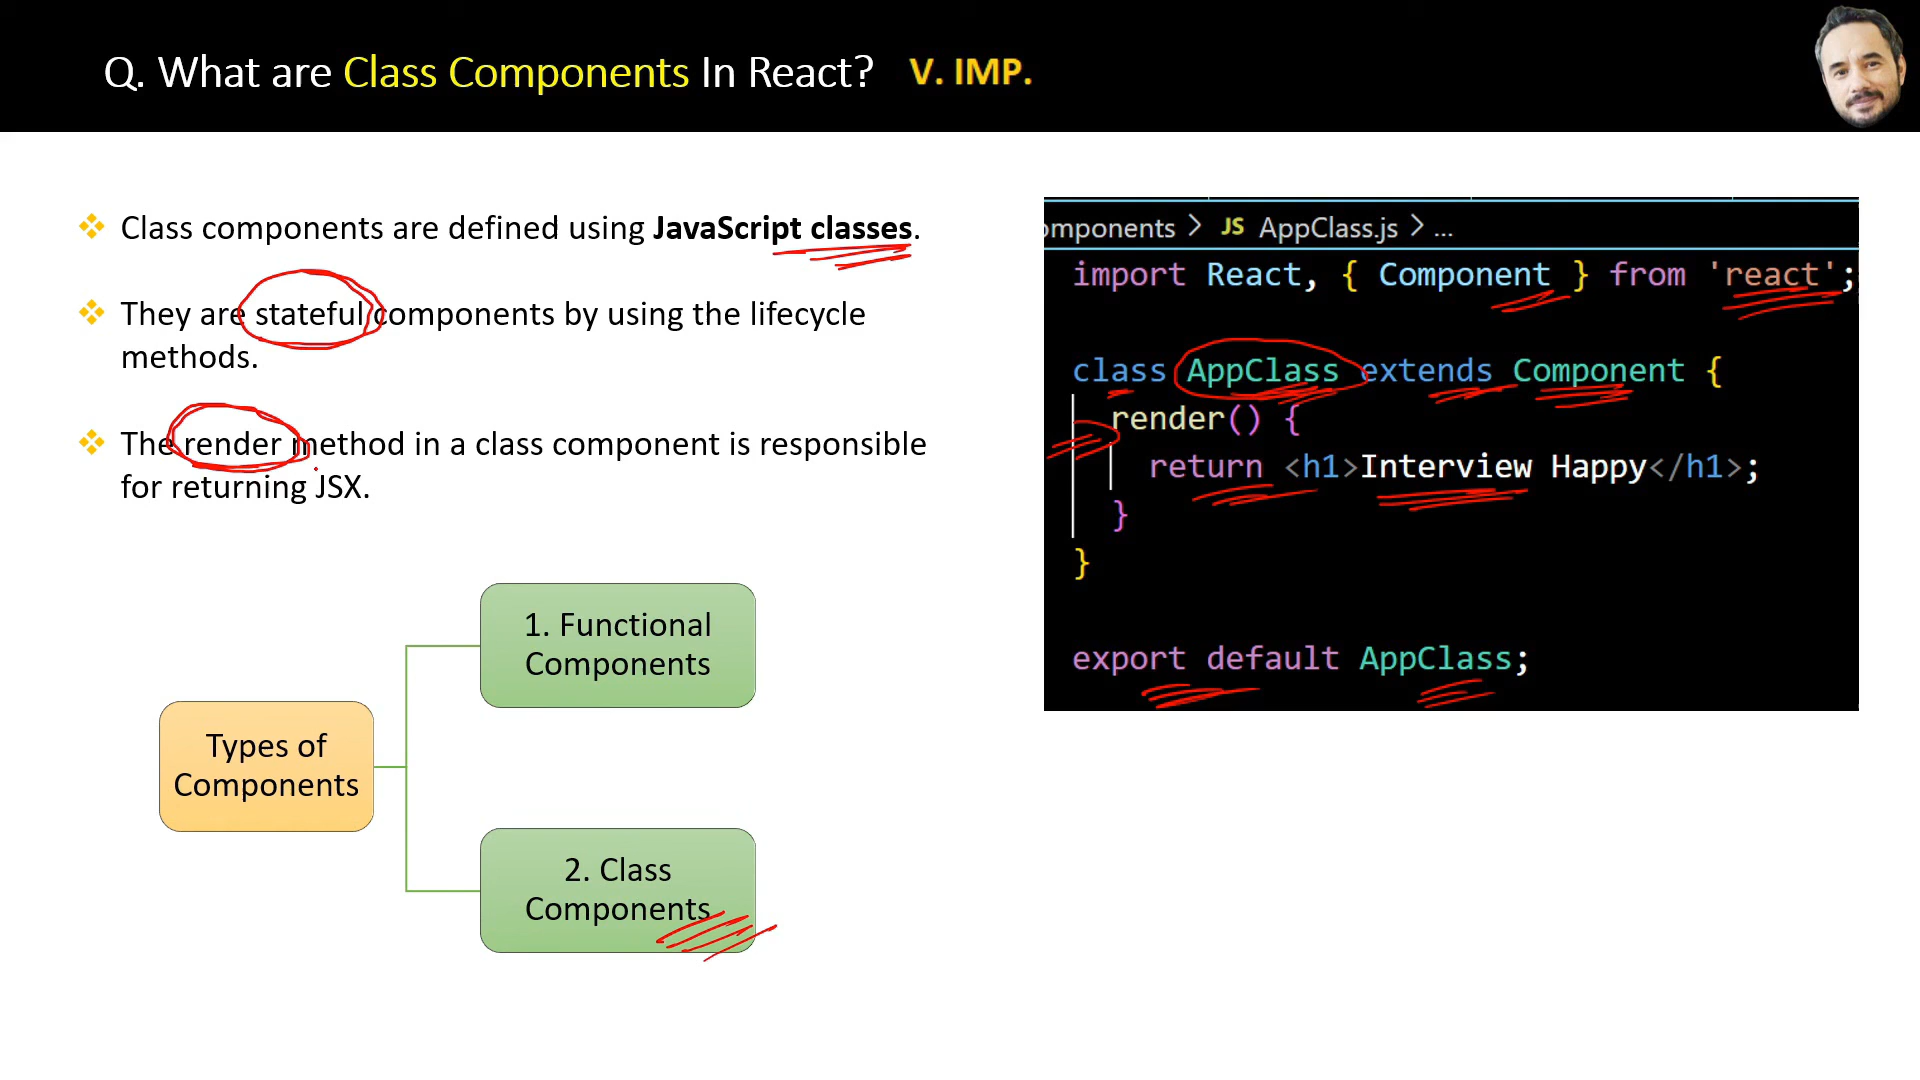 Q. What are Class Components In React? V. IMP.
Class components are defined using JavaScript classes.
They are stateful components by using the lifecycle
methods.
The render method in a class component is responsible
for returning JSX.
Types of
Components
1. Functional
Components
2. Class
Components
omponents > JS AppClass.js > ...
import React, { Component } from 'react';
class AppClass extends Component {
render() {
return <h1>Interview Happy</h1>;
}
}
export default AppClass;